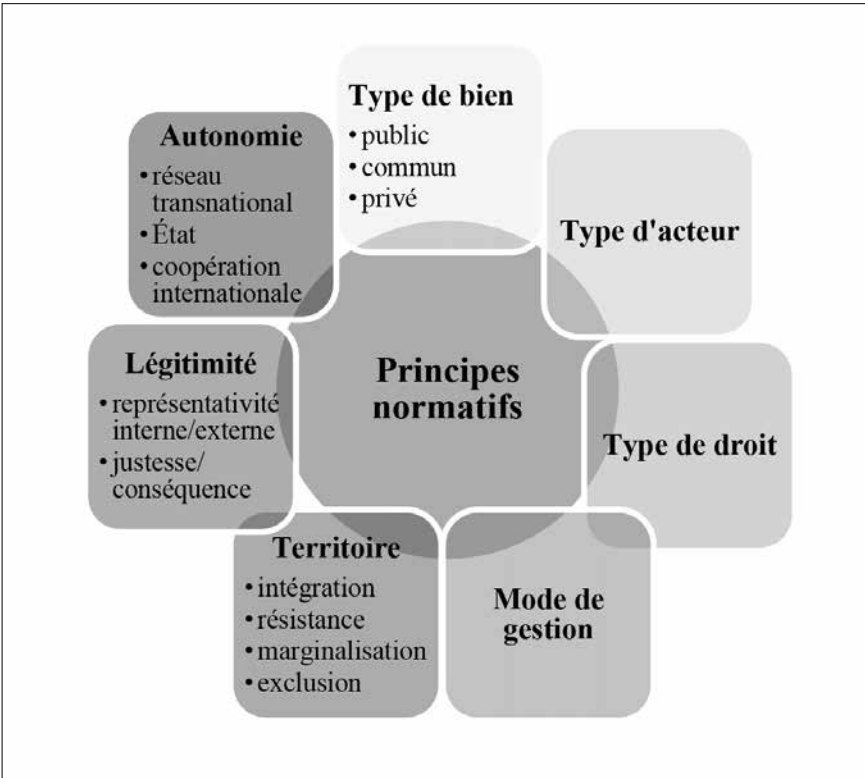 Type de bien
• public
• commun
• privé
Type d'acteur
Type de droit
Mode de
gestion
Territoire
• intégration
• résistance
• marginalisation
• exclusion
Légitimité
• représentativité
interne/externe
• justesse/
conséquence
Autonomie
• réseau
transnational
• État
• coopération
internationale
Principes
normatifs